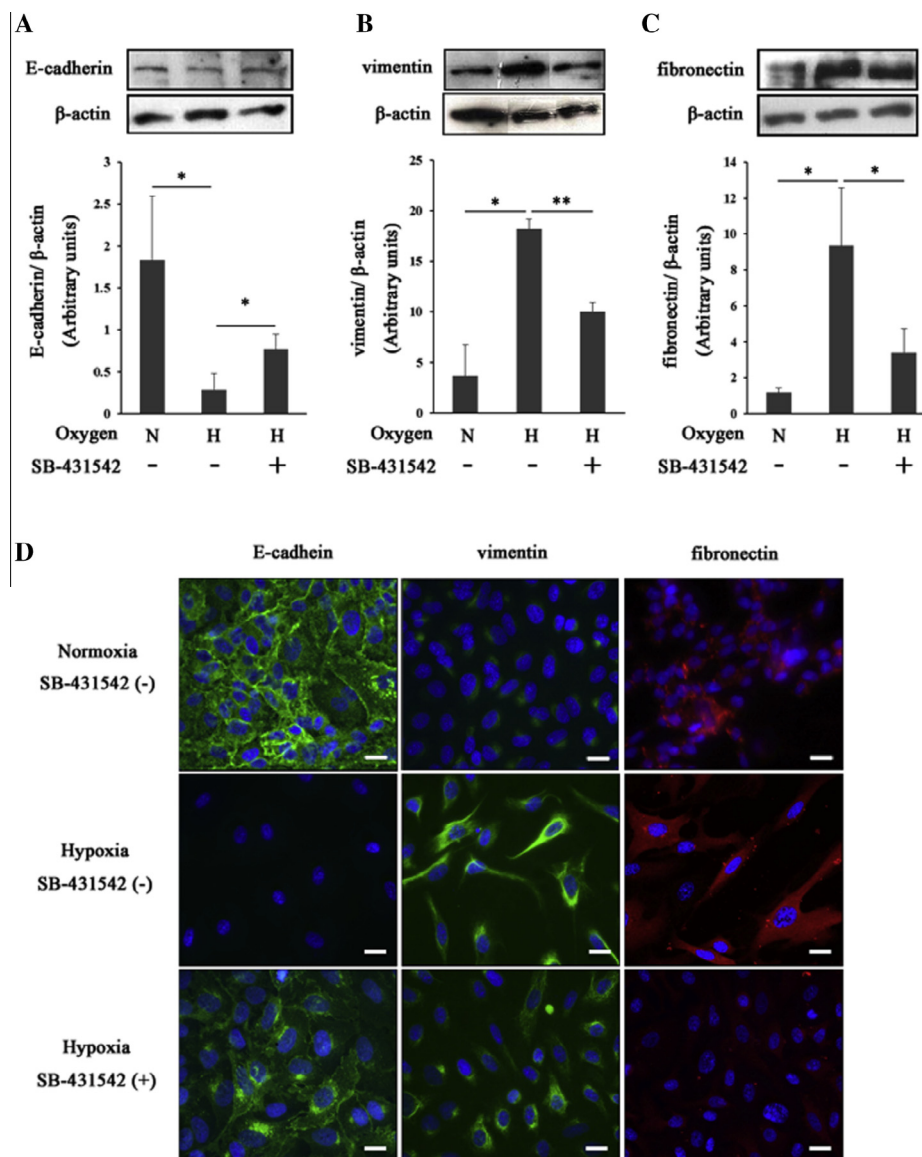 A
E-cadherin
β-actin
E-cadherin/ β-actin
(Arbitrary units)
3
2.5
2
1.5
1
0.5
0
*
*
Oxygen N H H
SB-431542 - - +
B
vimentin
β-actin
vimentin/ β-actin
(Arbitrary units)
25
20
15
10
5
0
*
**
Oxygen N H H
SB-431542 - - +
C
fibronectin
β-actin
fibronectin/ β-actin
(Arbitrary units)
14
12
10
8
6
4
2
0
*
*
Oxygen N H H
SB-431542 - - +
D
E-cadhein vimentin fibronectin
Normoxia
SB-431542 (-)
Hypoxia
SB-431542 (-)
Hypoxia
SB-431542 (+)